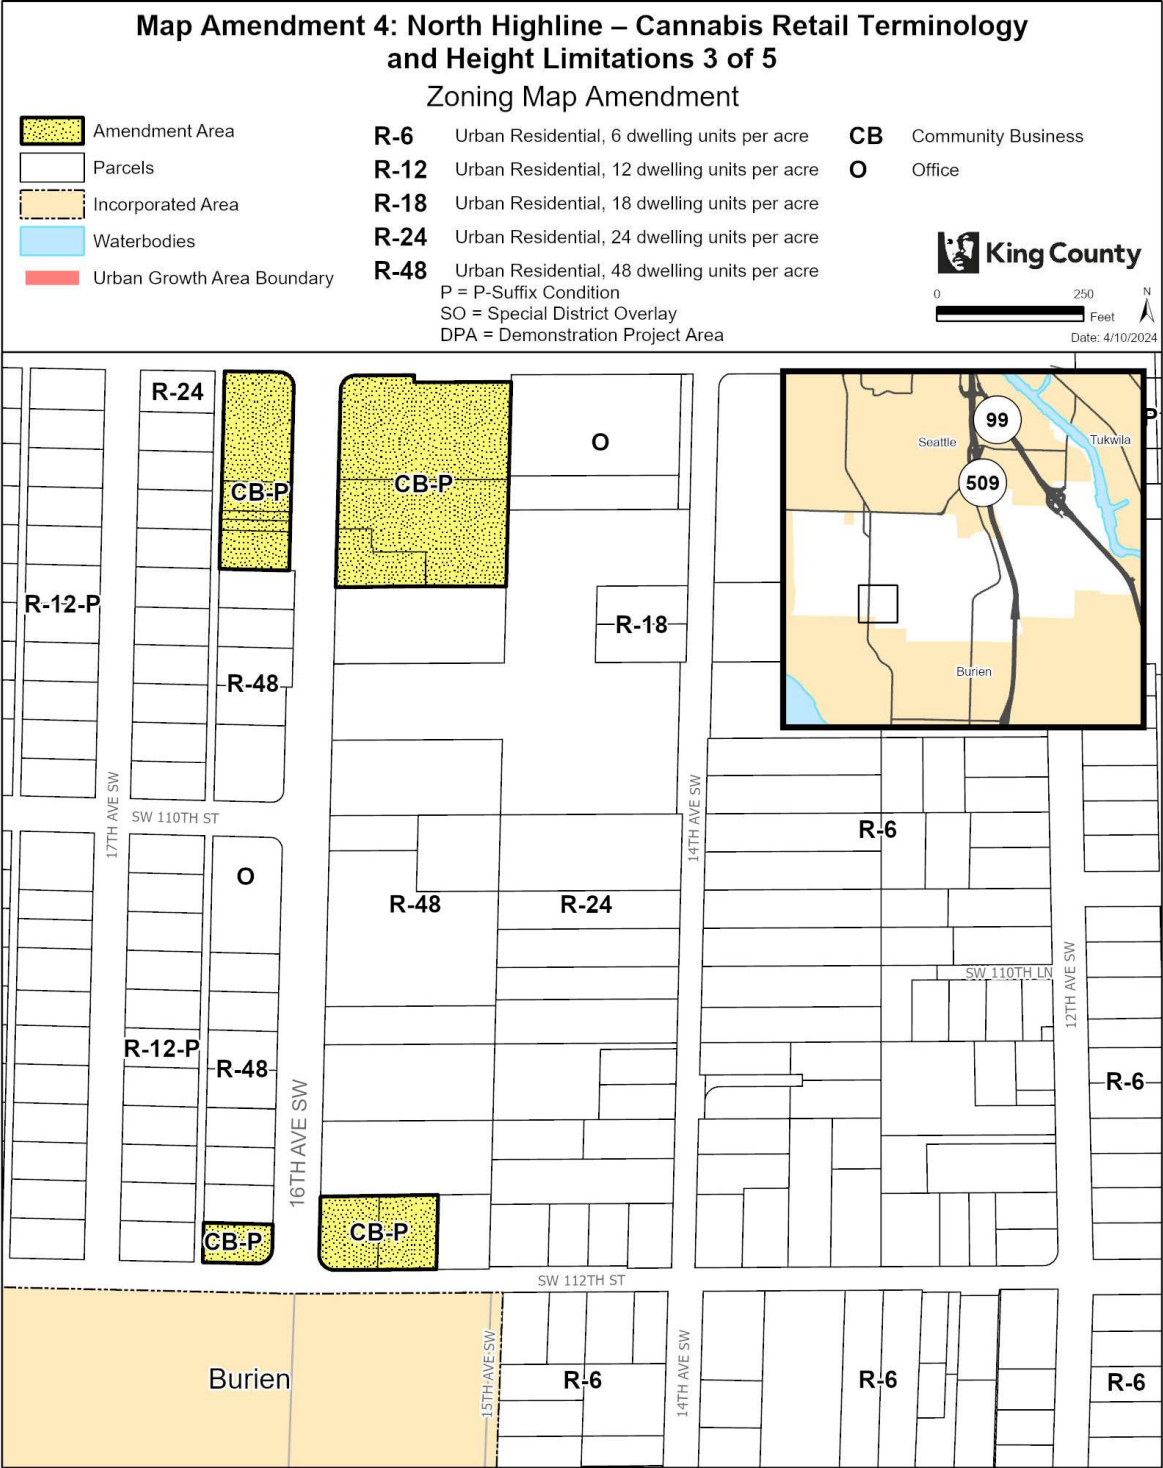 Map Amendment 4: North Highline – Cannabis Retail Terminology
and Height Limitations 3 of 5
Zoning Map Amendment
Amendment Area
Parcels
Incorporated Area
Waterbodies
Urban Growth Area Boundary
R-6 Urban Residential, 6 dwelling units per acre
R-12 Urban Residential, 12 dwelling units per acre
R-18 Urban Residential, 18 dwelling units per acre
R-24 Urban Residential, 24 dwelling units per acre
R-48 Urban Residential, 48 dwelling units per acre
P = P-Suffix Condition
SO = Special District Overlay
DPA = Demonstration Project Area
CB Community Business
O Office
King County
0 250
Feet
N
Date: 4/10/2024
R-24
CB-P
CB-P
O
99
Seattle
Tukwila
509
Burien
P
R-12-P
R-18
R-48
17TH AVE SW
SW 110TH ST
14TH AVE SW
R-6
O
R-48
R-24
SW 110TH LN
12TH AVE SW
R-12-P
R-48
R-6
16TH AVE SW
CB-P
CB-P
SW 112TH ST
Burien
15TH AVE SW
R-6
14TH AVE SW
R-6
R-6